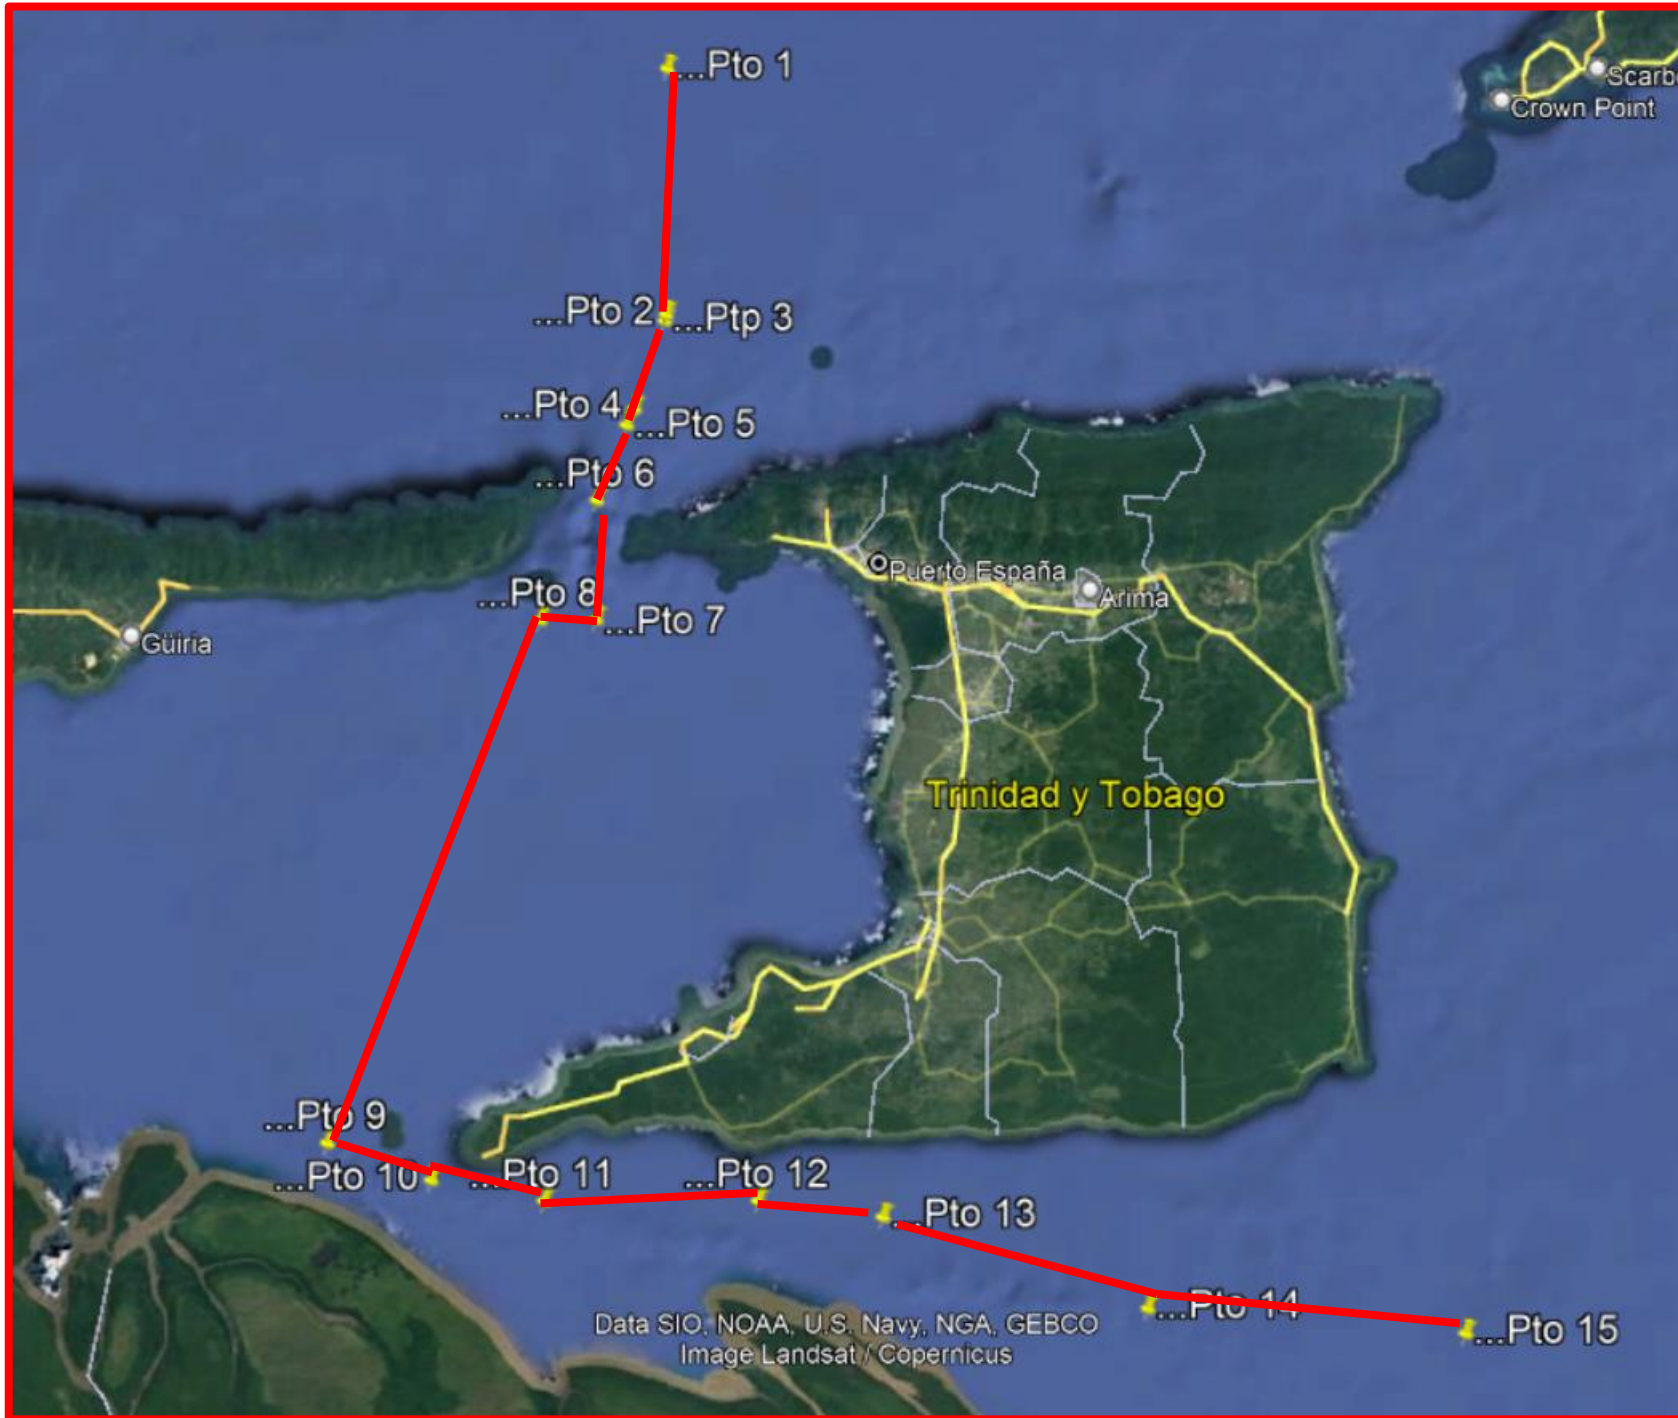 ...Pto 1
Scarb
Crown Point
...Pto 2
...Ptp 3
...Pto 4
...Pto 5
...Pto 6
Puerto España
Arima
...Pto 8
...Pto 7
Güiria
Trinidad y Tobago
...Pto 9
...Pto 10
...Pto 11
...Pto 12
...Pto 13
...Pto 14
...Pto 15
Data SIO, NOAA, U.S. Navy, NGA, GEBCO
Image Landsat / Copernicus